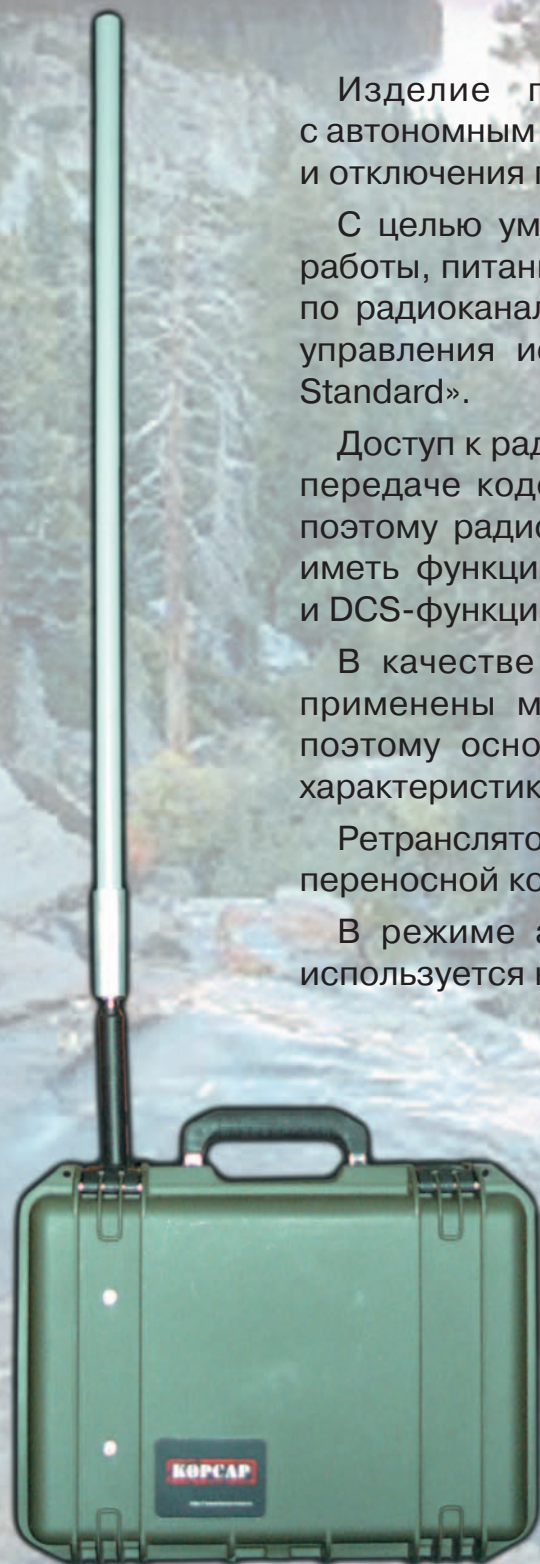 Изделие п
с автономным
и отключения п
С целью ум
работы, питани
по радиоканал
управления ис
Standard».
Доступ к рад
передаче коде
поэтому радио
иметь функци
и DCS-функци
В качестве
применены м
поэтому осно
характеристик
Ретранслято
переносной ко
В режиме а
используется н
КОРСАР